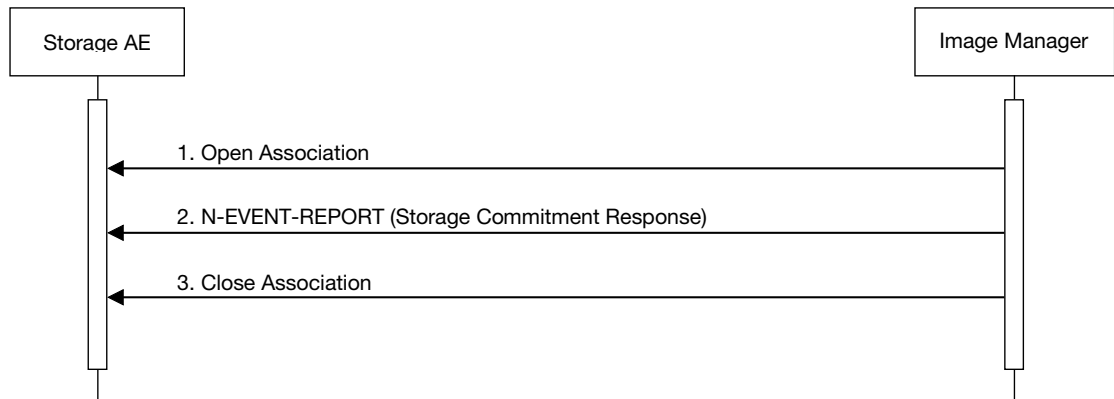 Storage AE
Image Manager
1. Open Association
2. N-EVENT-REPORT (Storage Commitment Response)
3. Close Association